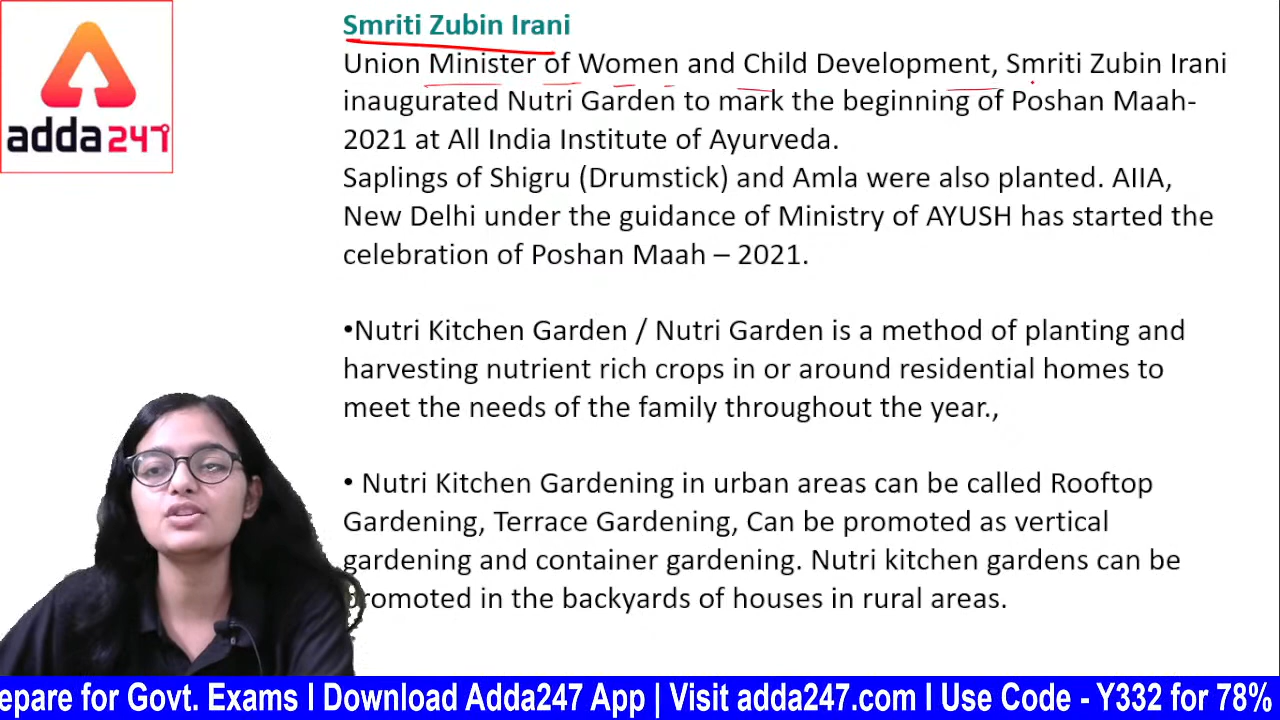 adda247
Smriti Zubin Irani
Union Minister of Women and Child Development, Smriti Zubin Irani
inaugurated Nutri Garden to mark the beginning of Poshan Maah-
2021 at All India Institute of Ayurveda.
Saplings of Shigru (Drumstick) and Amla were also planted. AIIA,
New Delhi under the guidance of Ministry of AYUSH has started the
celebration of Poshan Maah – 2021.
•Nutri Kitchen Garden / Nutri Garden is a method of planting and
harvesting nutrient rich crops in or around residential homes to
meet the needs of the family throughout the year.,
• Nutri Kitchen Gardening in urban areas can be called Rooftop
Gardening, Terrace Gardening, Can be promoted as vertical
gardening and container gardening. Nutri kitchen gardens can be
promoted in the backyards of houses in rural areas.
epare for Govt. Exams I Download Adda247 App | Visit adda247.com I Use Code - Y332 for 78%